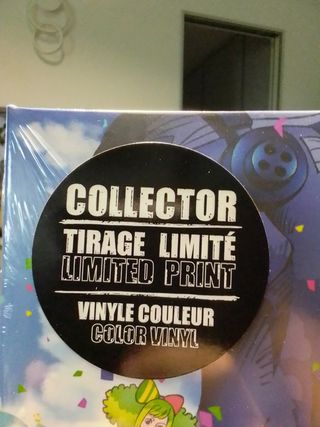 COLLECTOR
TIRAGE LIMITÉ
LIMITED PRINT
VINYLE COULEUR
COLOR VINYL